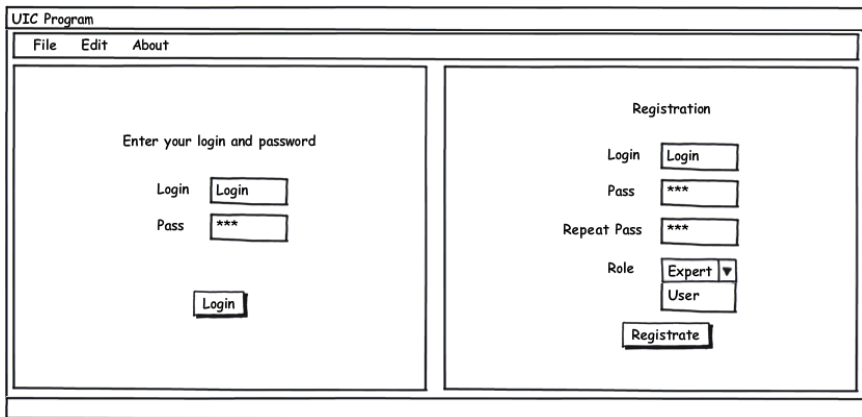 UIC Program
File Edit About
Enter your login and password
Login Login
Pass ***
Login
Registration
Login Login
Pass ***
Repeat Pass ***
Role Expert
User
Registrate